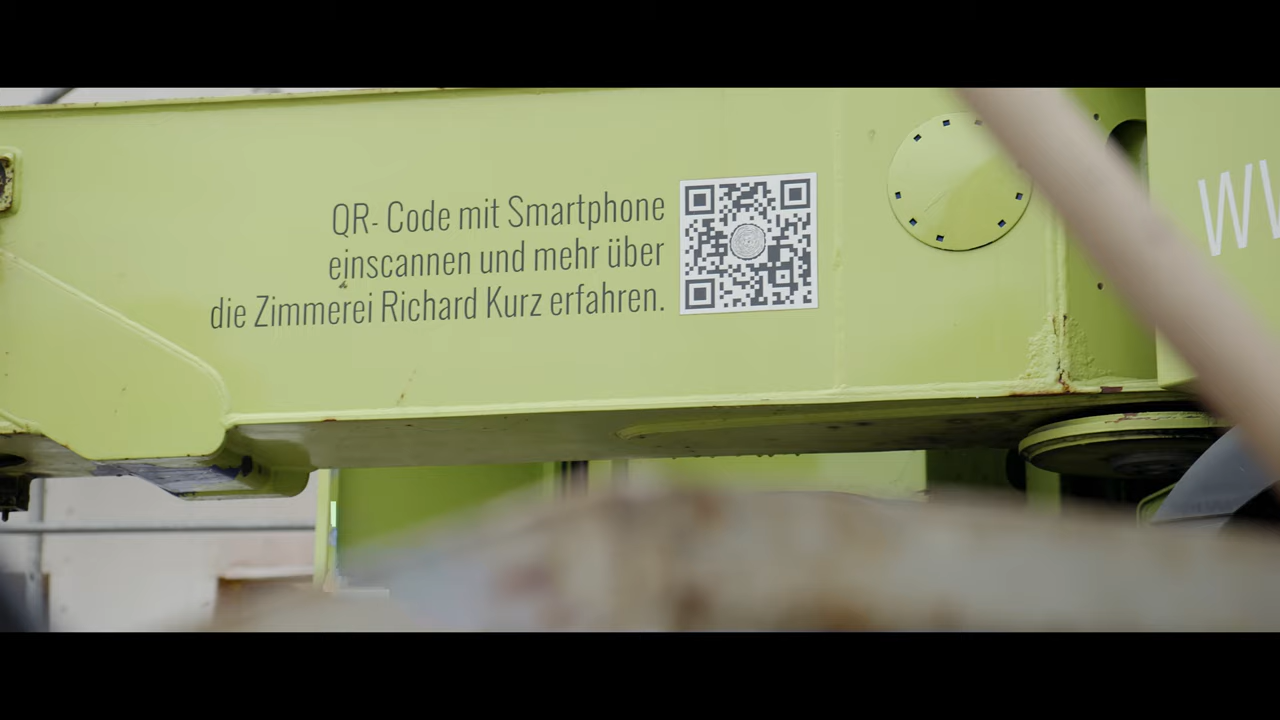 QR- Code mit Smartphone
einscannen und mehr über
die Zimmerei Richard Kurz erfahren.